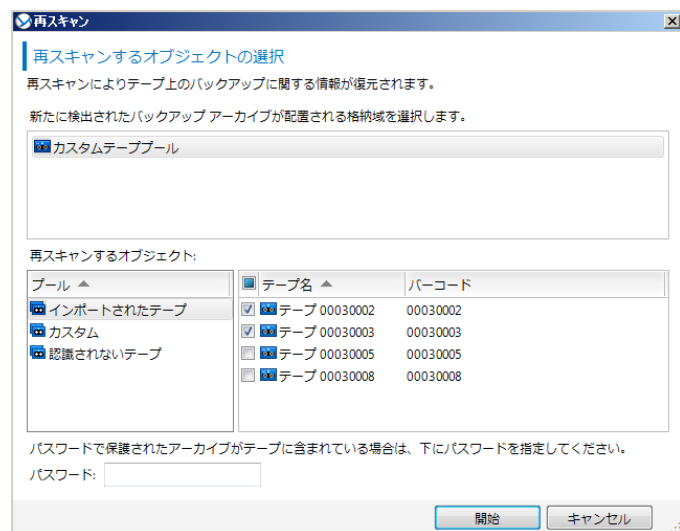 再スキャン
再スキャンするオブジェクトの選択
再スキャンによりテープ上のバックアップに関する情報が復元されます。
新たに検出されたバックアップ アーカイブが配置される格納域を選択します。
カスタムテーププール
再スキャンするオブジェクト:
プール テープ名 バーコード
インポートされたテープ テープ 00030002 00030002
カスタム テープ 00030003 00030003
認識されないテープ テープ 00030005 00030005
テープ 00030008 00030008
パスワードで保護されたアーカイブがテープに含まれている場合は、下にパスワードを指定してください。
パスワード:
開始 キャンセル